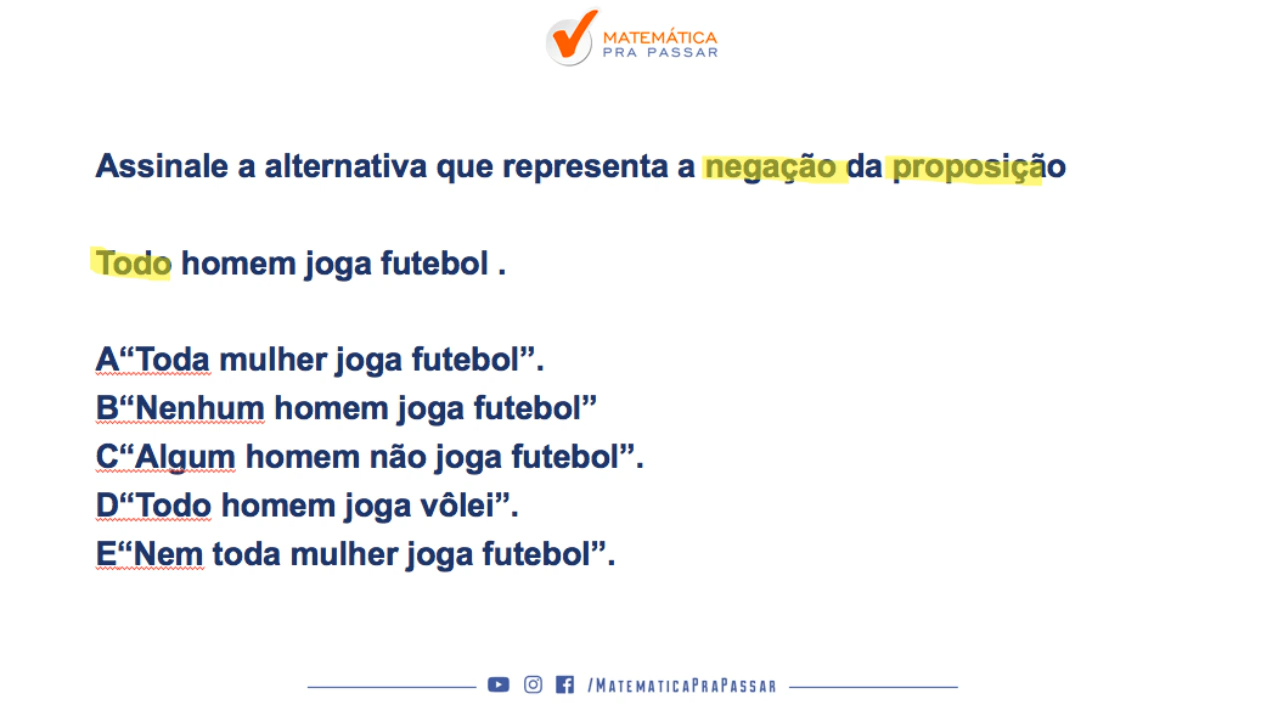 MATEMÁTICA
PRA PASSAR
Assinale a alternativa que representa a negação da proposição
Todo homem joga futebol .
A“Toda mulher joga futebol”.
B“Nenhum homem joga futebol”
C“Algum homem não joga futebol”.
D“Todo homem joga vôlei”.
E“Nem toda mulher joga futebol”.
/MATEMATICAPRAPASSAR